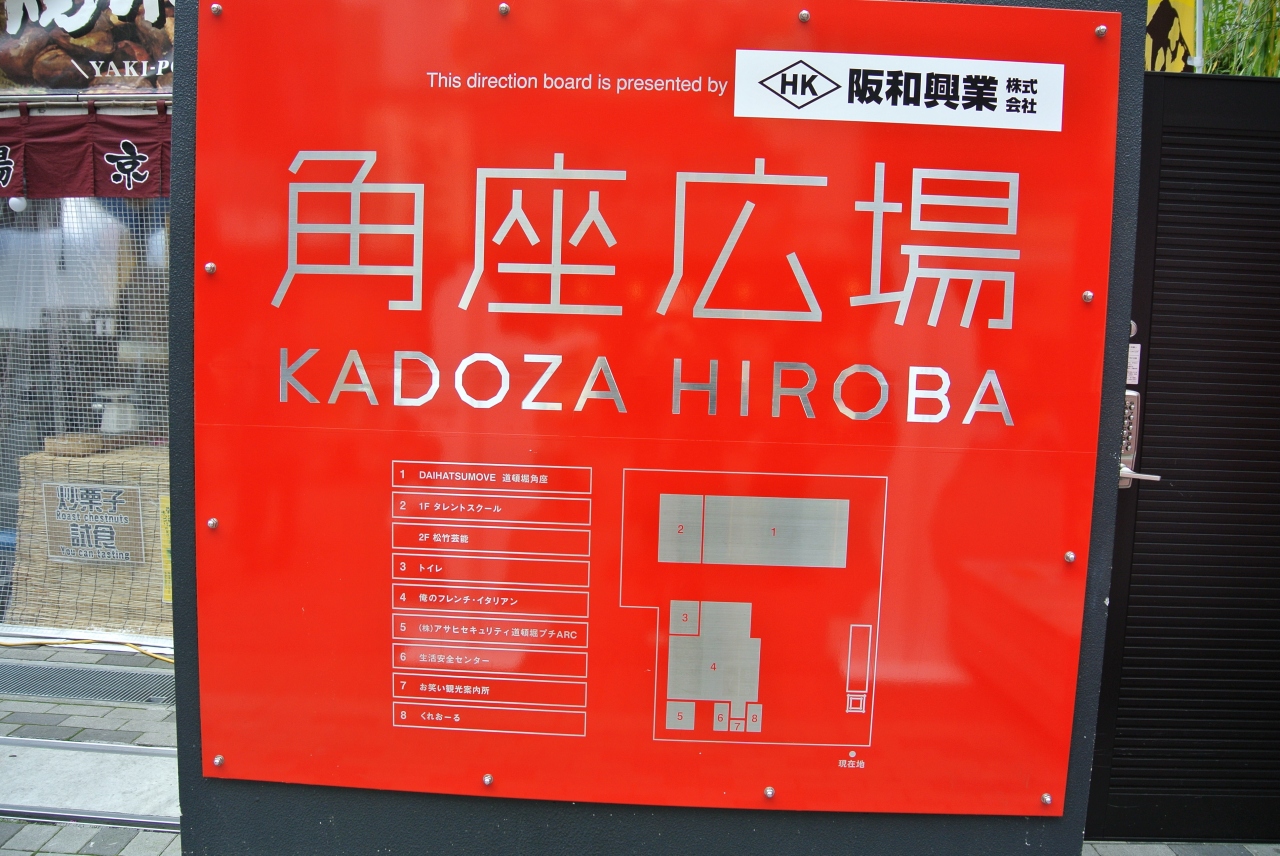 YAKI-P
京
This direction board is presented by
HK 阪和興業 株式会社
角座広場
KADOZA HIROBA
1 DAIHATSUMOVE 道頓堀角座
2 1F タレントスクール
2F 松竹芸能
3 トイレ
4 俺のフレンチ・イタリアン
5 (株)アサヒセキュリティ道頓堀プチARC
6 生活安全センター
7 お笑い観光案内所
8 くれおーる
2 1
3
4
5 6 7 8
現在地
炒栗子
Roast chestnuts
試食
You can tasting